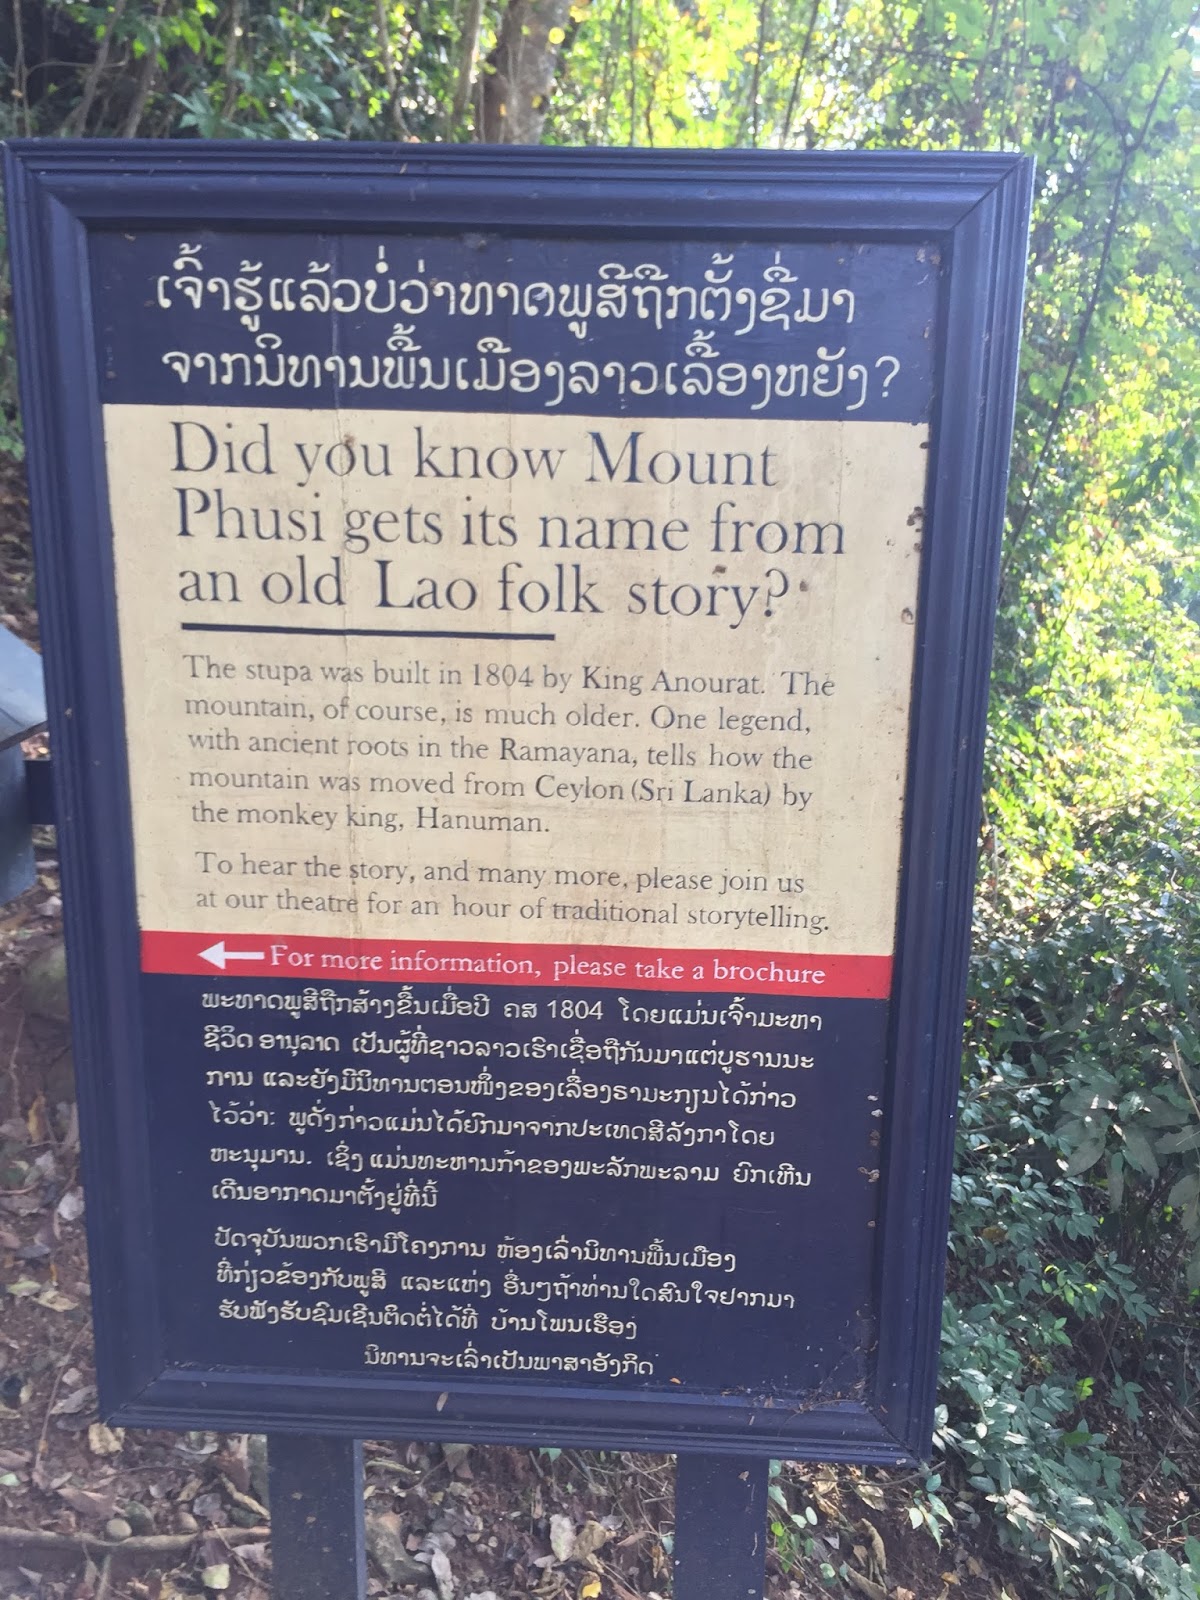 ເຈົ້າຮູ້ແລ້ວບໍ່ວ່າທາດພູສີຖືກຕັ້ງຊື່ມາ
ຈາກນິທານພື້ນເມືອງລາວເລື້ອງຫຍັງ?
Did you know Mount
Phusi gets its name from
an old Lao folk story?
The stupa was built in 1804 by King Anourat. The
mountain, of course, is much older. One legend,
with ancient roots in the Ramayana, tells how the
mountain was moved from Ceylon (Sri Lanka) by
the monkey king, Hanuman.
To hear the story, and many more, please join us
at our theatre for an hour of traditional storytelling.
For more information, please take a brochure
ພະທາດພູສີຖືກສ້າງຂື້ນເມື່ອປີ ຄສ 1804 ໂດຍແມ່ນເຈົ້າມະຫາ
ຊີວິດ ອານຸລາດ ເປັນຜູ້ທີ່ຊາວລາວເຮົາເຊື່ອຖືກັນມາແຕ່ບູຮານນະ
ການ ແລະຍັງມີນິທານຕອນໜຶ່ງຂອງເລື່ອງຣາມະກຽນໄດ້ກ່າວ
ໄວ້ວ່າ: ພູດັ່ງກ່າວແມ່ນໄດ້ຍົກມາຈາກປະເທດສີລັງກາໂດຍ
ຫະນຸມານ. ເຊິ່ງ ແມ່ນທະຫານກ້າຂອງພະລັກພະລາມ ຍົກເຫີນ
ເດີນອາກາດມາຕັ້ງຢູ່ທີ່ນີ້
ປັດຈຸບັນພວກເຮົາມີໂຄງການ ຫ້ອງເລົ່ານິທານພື້ນເມືອງ
ທີ່ກ່ຽວຂ້ອງກັບພູສີ ແລະແຫ່ງ ອື່ນໆຖ້າທ່ານໃດສົນໃຈຢາກມາ
ຮັບຟັງຮັບຊົມເຊີນຕິດຕໍ່ໄດ້ທີ່ ບ້ານໂພນເຮືອງ
ນິທານຈະເລົ່າເປັນພາສາອັງກິດ